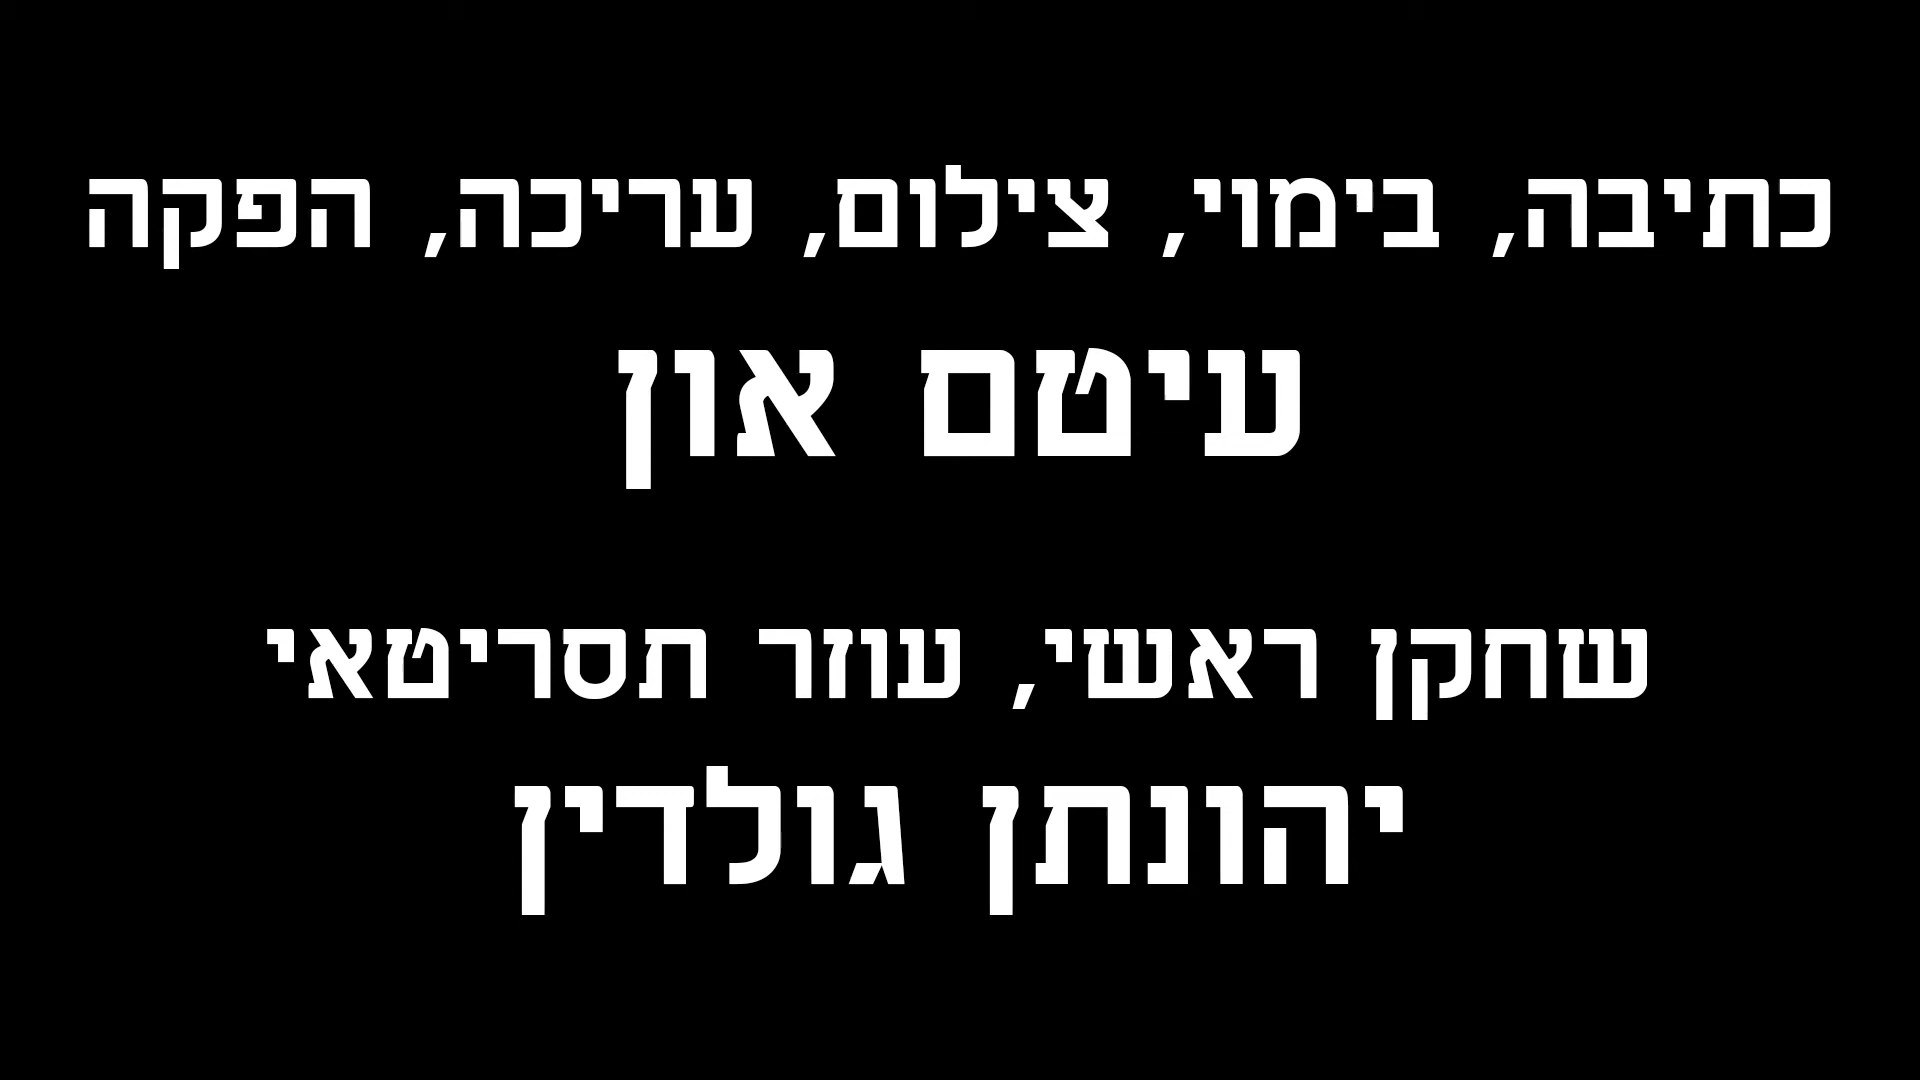 כתיבה, בימוי, צילום, עריכה, הפקה
עיטם און
שחקן ראשי, עוזר תסריטאי
יהונתן גולדין